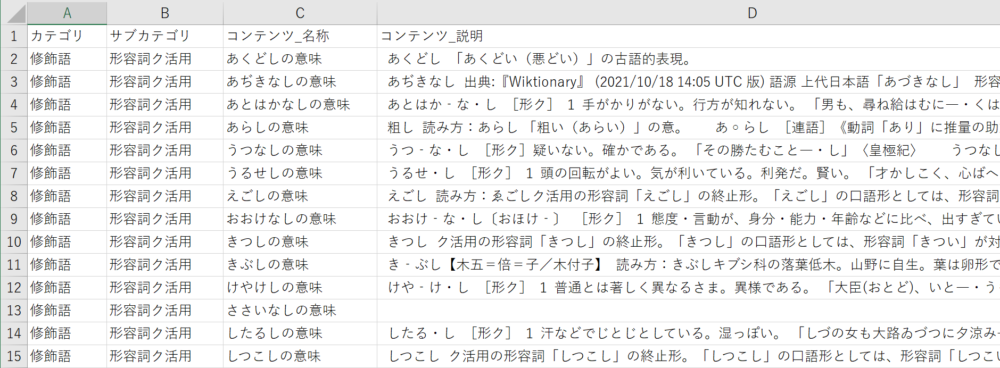 A B C D
1 カテゴリ サブカテゴリ コンテンツ_名称 コンテンツ_説明
2 修飾語 形容詞ク活用 あくどしの意味 あくどし 「あくどい（悪どい）」の古語的表現。
3 修飾語 形容詞ク活用 あぢきなしの意味 あぢきなし 出典:『Wiktionary』 (2021/10/18 14:05 UTC 版) 語源 上代日本語「あづきなし」 形容
4 修飾語 形容詞ク活用 あとはかなしの意味 あとはか‐な・し ［形ク］ 1 手がかりがない。行方が知れない。 「男も、尋ね給はむに―・くは
5 修飾語 形容詞ク活用 あらしの意味 粗し 読み方：あらし 「粗い（あらい）」の意。 あ◦らし ［連語］《動詞「あり」に推量の助
6 修飾語 形容詞ク活用 うつなしの意味 うつ‐な・し ［形ク］疑いない。確かである。 「その勝たむこと―・し」〈皇極紀〉 うつなし
7 修飾語 形容詞ク活用 うるせしの意味 うるせ・し ［形ク］ 1 頭の回転がよい。気が利いている。利発だ。賢い。 「才かしこく、心ばへ
8 修飾語 形容詞ク活用 えごしの意味 えごし 読み方：ゑごしク活用の形容詞「えごし」の終止形。「えごし」の口語形としては、形容詞
9 修飾語 形容詞ク活用 おおけなしの意味 おおけ‐な・し〔おほけ‐〕 ［形ク］ 1 態度・言動が、身分・能力・年齢などに比べ、出すぎてい
10 修飾語 形容詞ク活用 きつしの意味 きつし ク活用の形容詞「きつし」の終止形。「きつし」の口語形としては、形容詞「きつい」が対
11 修飾語 形容詞ク活用 きぶしの意味 き‐ぶし【木五＝倍＝子／木付子】 読み方：きぶしキブシ科の落葉低木。山野に自生。葉は卵形で
12 修飾語 形容詞ク活用 けやけしの意味 けや‐け・し ［形ク］ 1 普通とは著しく異なるさま。異様である。 「大臣(おとど)、いと―・う
13 修飾語 形容詞ク活用 ささいなしの意味
14 修飾語 形容詞ク活用 したるしの意味 したる・し ［形ク］ 1 汗などでじとじとしている。湿っぽい。 「しづの女も大路ゐづつに夕涼み
15 修飾語 形容詞ク活用 しつこしの意味 しつこし ク活用の形容詞「しつこし」の終止形。「しつこし」の口語形としては、形容詞「しつこい